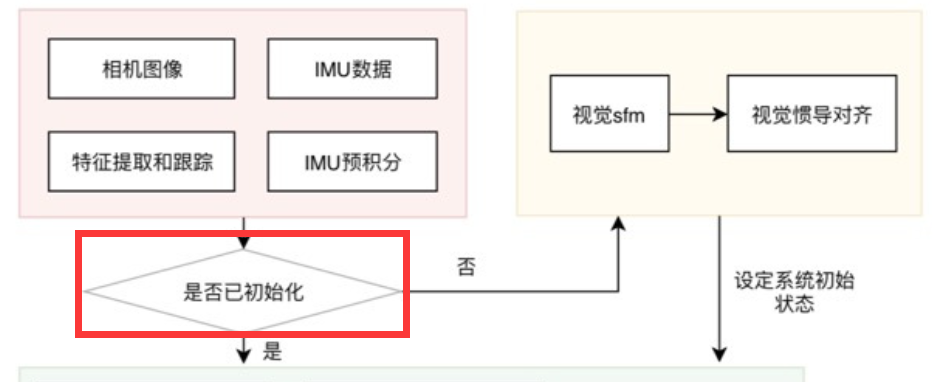 相机图像
IMU数据
特征提取和跟踪
IMU预积分
视觉sfm
视觉惯导对齐
是否已初始化
否
是
设定系统初始
状态